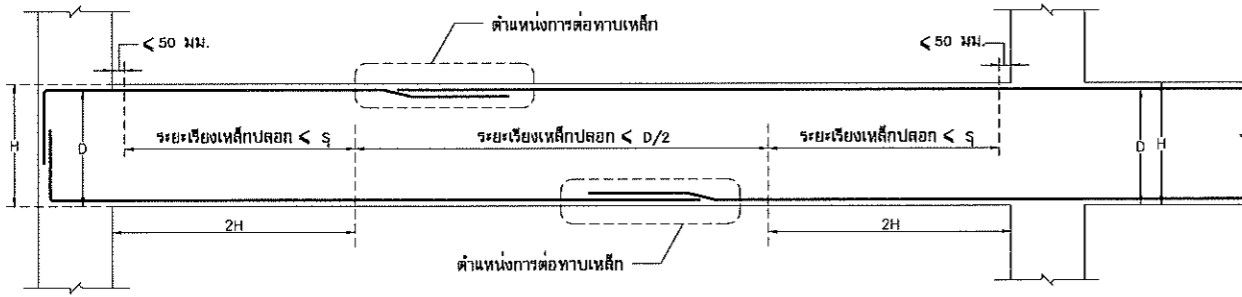 ตำแหน่งการต่อทาบเหล็ก
< 50 มม.
< 50 มม.
H
D
ระยะเรียงเหล็กปลอก < S
ระยะเรียงเหล็กปลอก < D/2
ระยะเรียงเหล็กปลอก < S
D
H
2H
2H
ตำแหน่งการต่อทาบเหล็ก